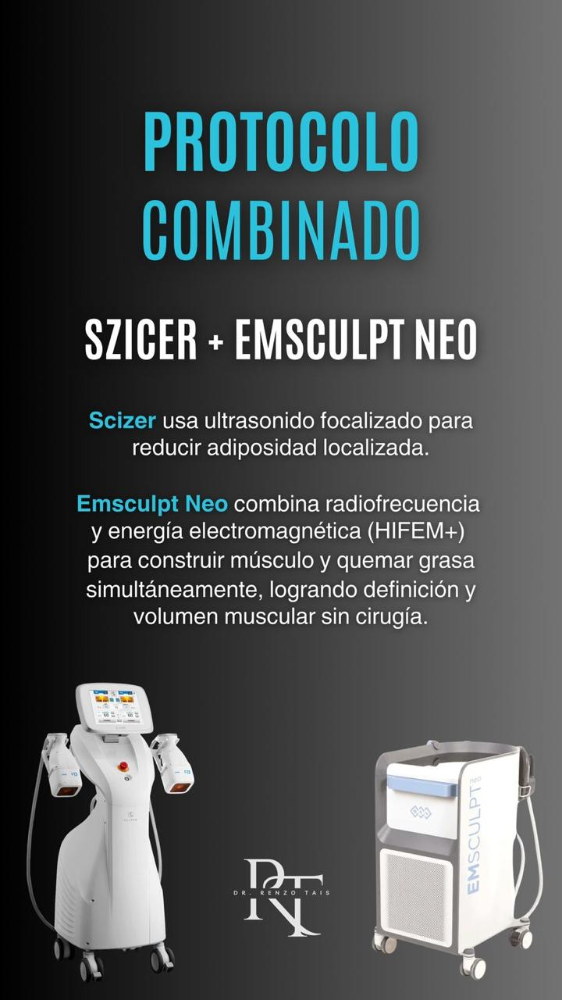 PROTOCOLO
COMBINADO
SZICER + EMSCULPT NEO
Scizer usa ultrasonido focalizado para
reducir adiposidad localizada.
Emsculpt Neo combina radiofrecuencia
y energía electromagnética (HIFEM+)
para construir músculo y quemar grasa
simultáneamente, logrando definición y
volumen muscular sin cirugía.
EMSCULPT neo
RT
DR. RENZO TAIS